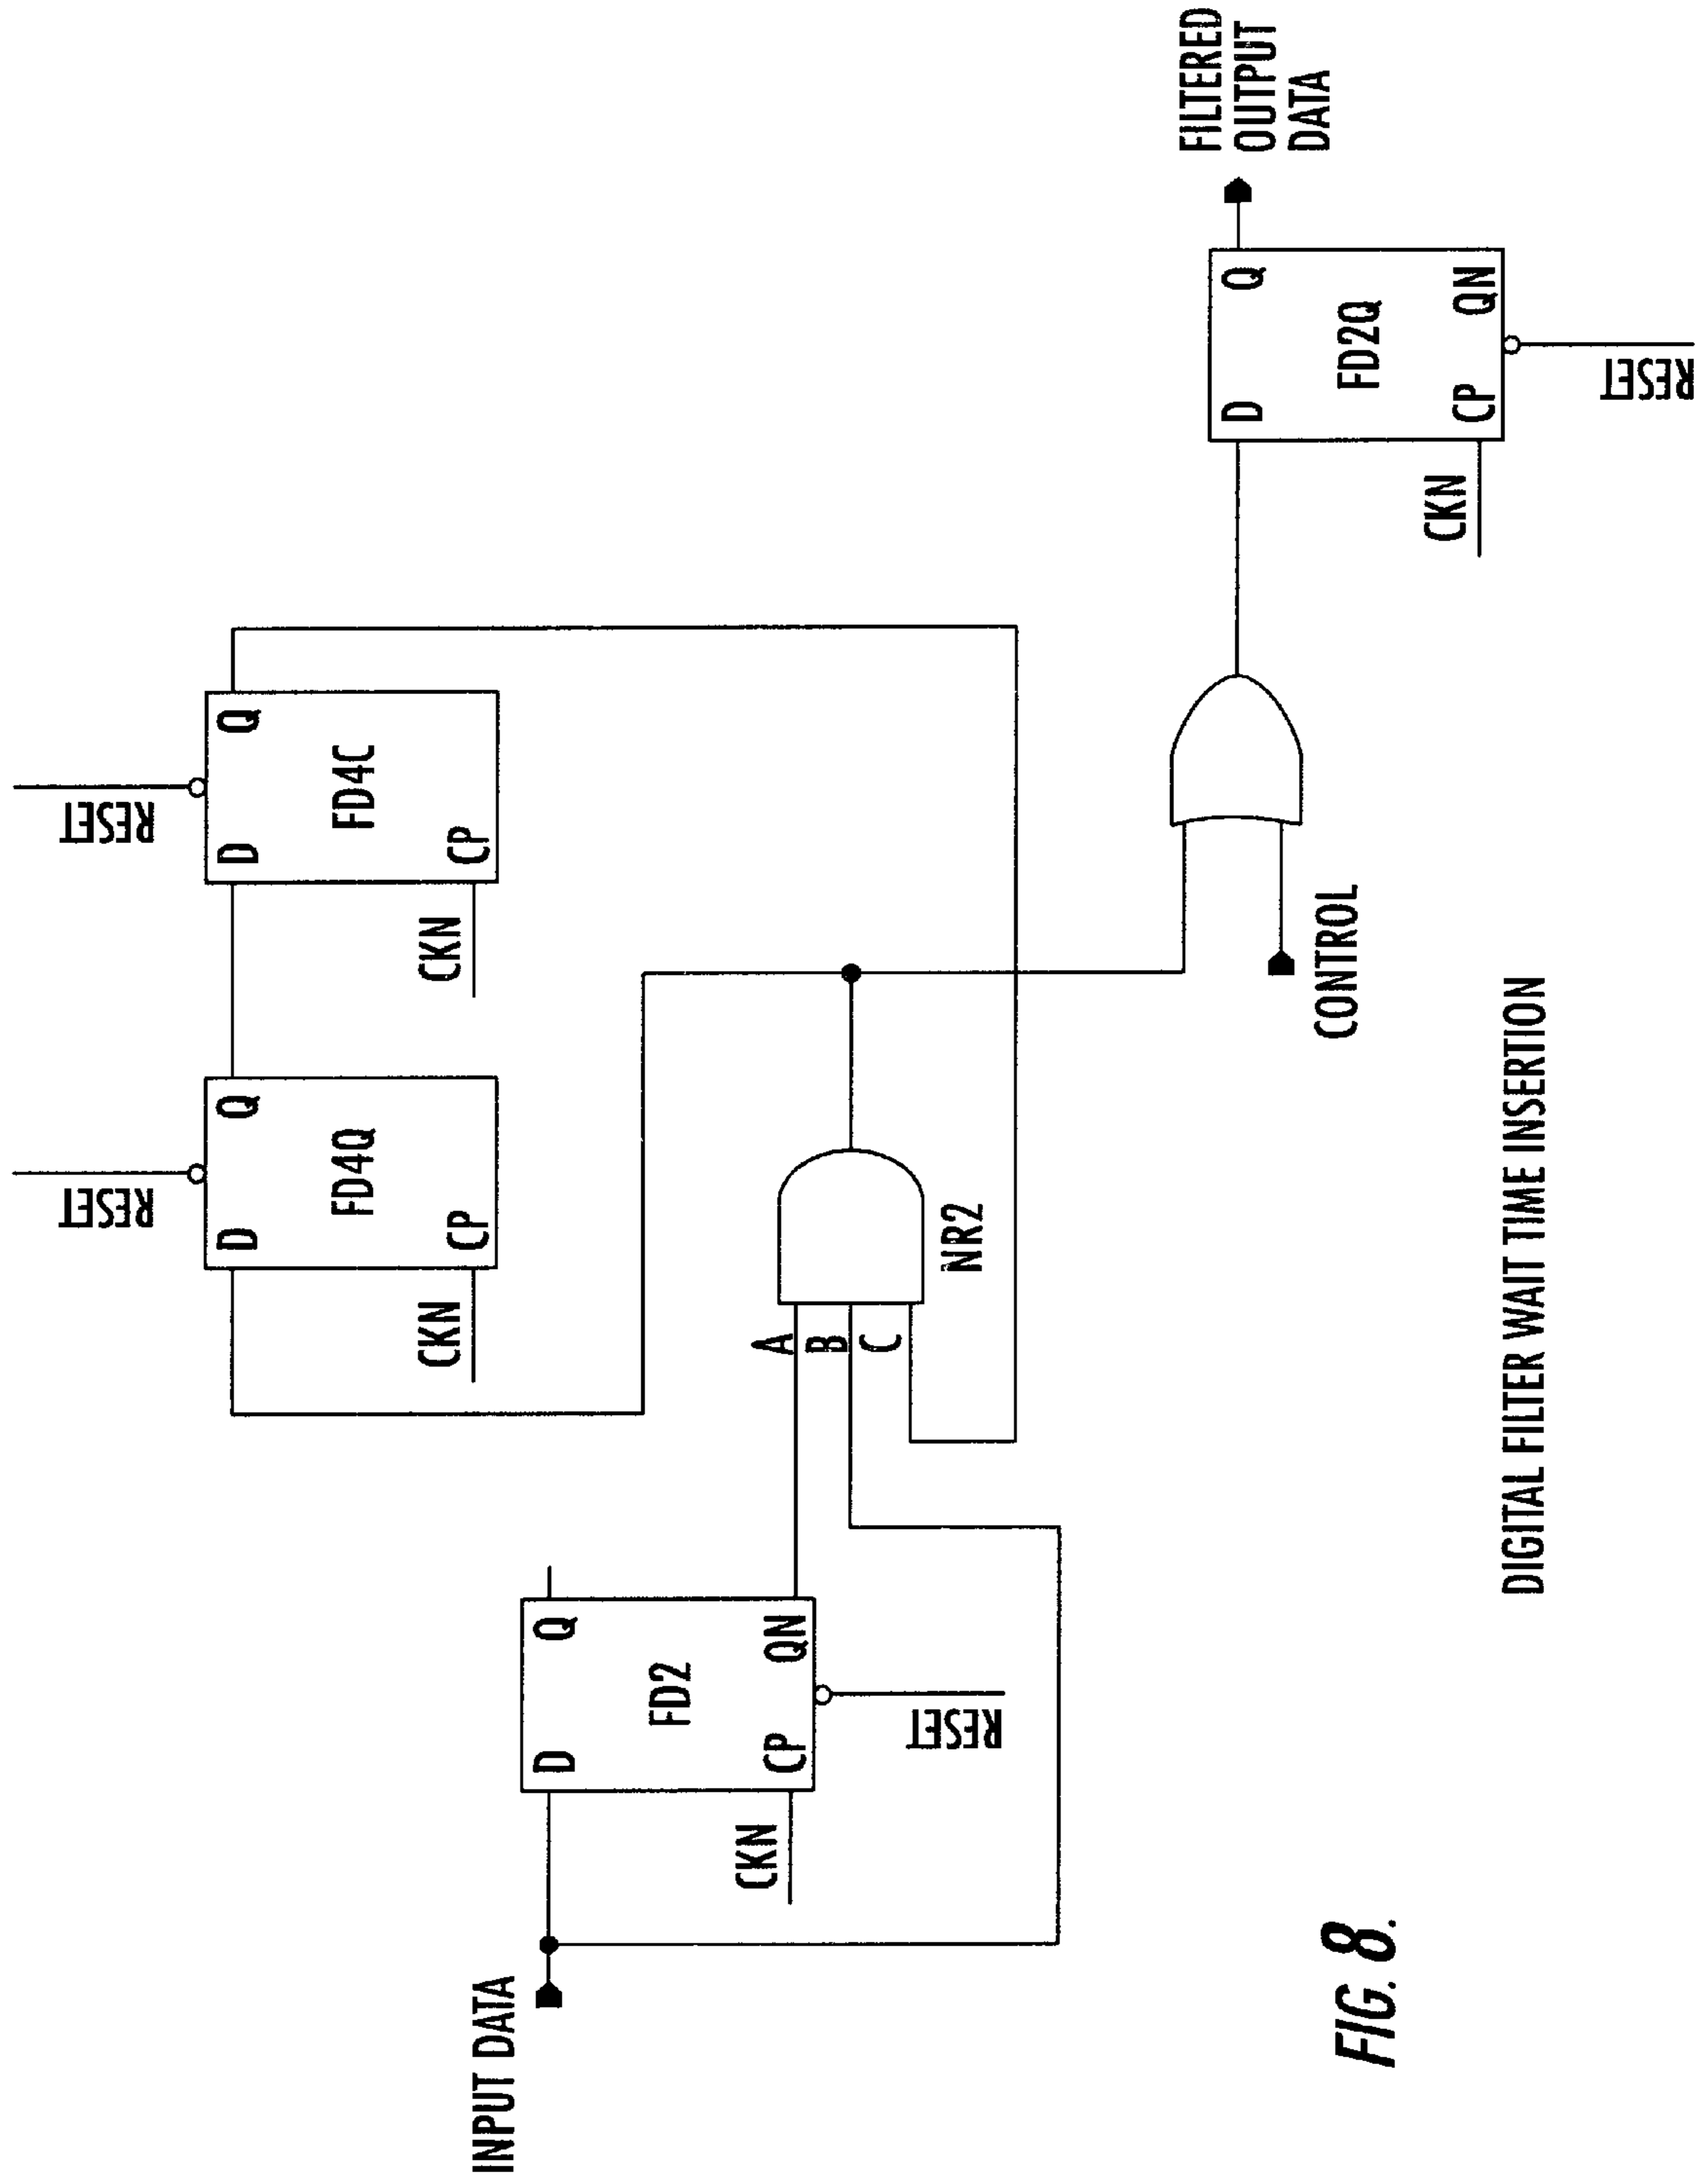 RESET
D
Q
FD4Q
CKN
CP
RESET
D
Q
FD4C
CKN
CP
INPUT DATA
D
Q
FD2
CKN
CP
QN
RESET
A
B
C
NR2
CONTROL
D
Q
FD2Q
CKN
CP
QN
RESET
FILTERED
OUTPUT
DATA
FIG. 8.
DIGITAL FILTER WAIT TIME INSERTION